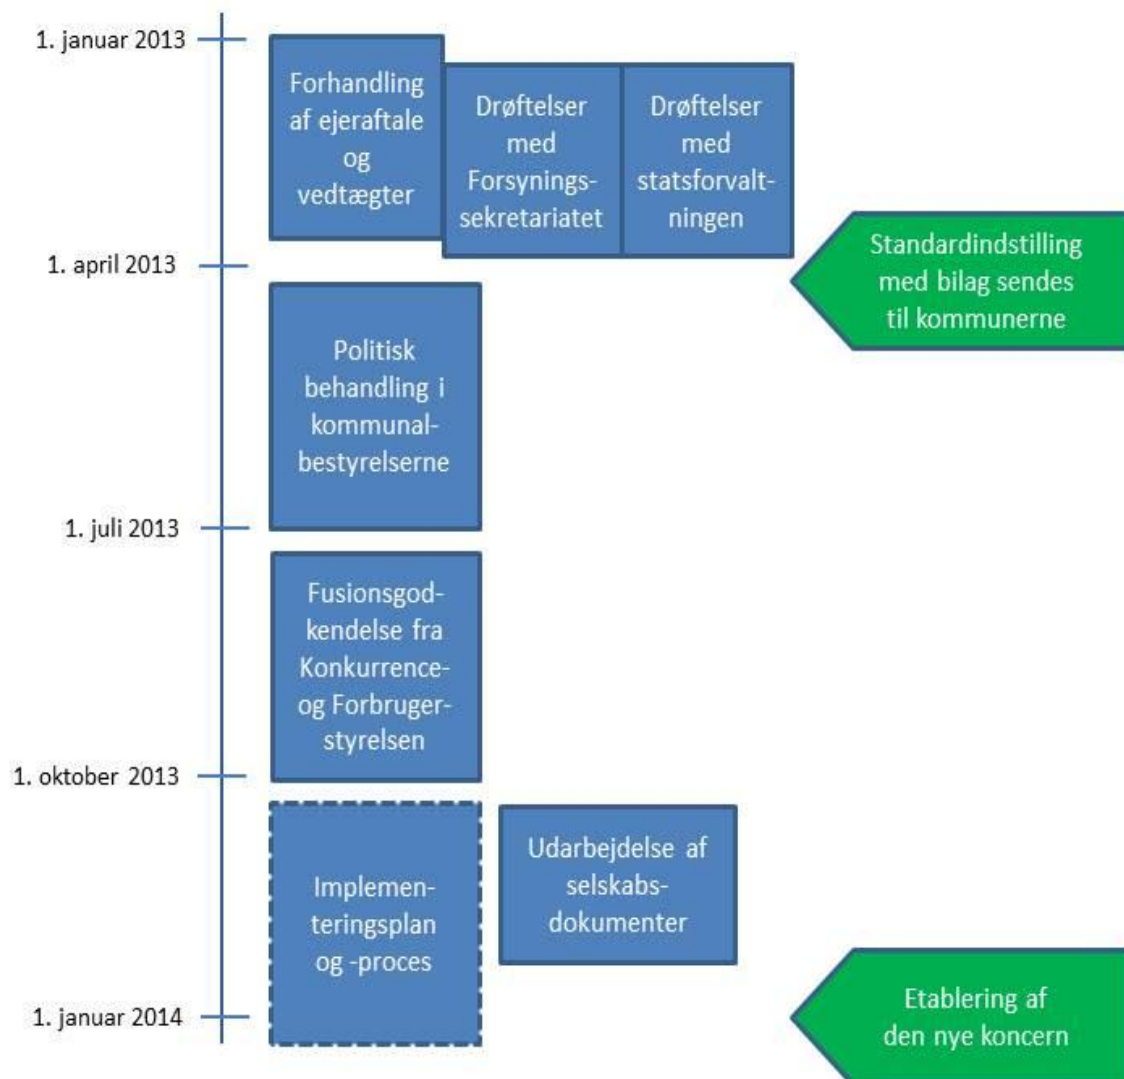 1. januar 2013
Forhandling
af ejeraftale
og
vedtægter
Drøftelser
med
Forsynings-
sekretariatet
Drøftelser
med
statsforvalt-
ningen
1. april 2013
Standardindstilling
med bilag sendes
til kommunerne
Politisk
behandling i
kommunal-
bestyrelserne
1. juli 2013
Fusionsgod-
kendelse fra
Konkurrence-
og Forbruger-
styrelsen
1. oktober 2013
Implemen-
teringsplan
og -proces
Udarbejdelse af
selskabs-
dokumenter
1. januar 2014
Etablering af
den nye koncern